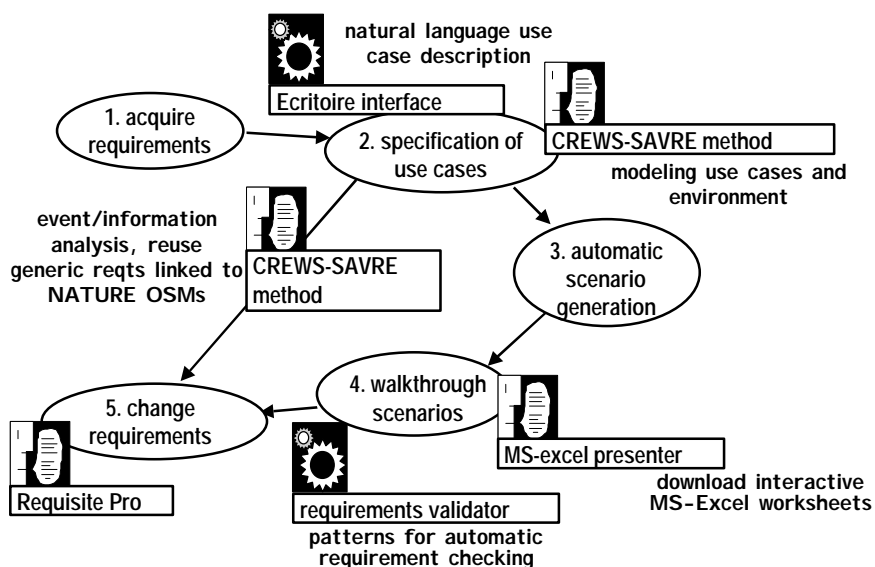 natural language use
case description
Ecritoire interface
1. acquire
requirements
2. specification of
use cases
CREWS-SAVRE method
modeling use cases and
environment
event/information
analysis, reuse
generic reqts linked to
NATURE OSMs
CREWS-SAVRE
method
3. automatic
scenario
generation
4. walkthrough
scenarios
5. change
requirements
MS-excel presenter
download interactive
MS-Excel worksheets
Requisite Pro
requirements validator
patterns for automatic
requirement checking